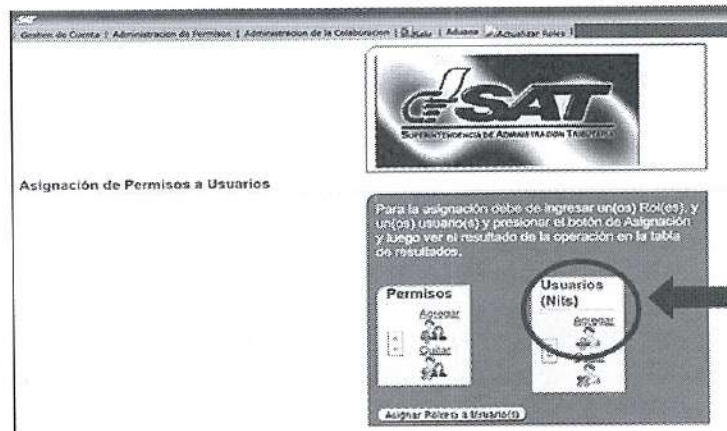 SAT
Gestion de Cuenta | Administracion de Permisos | Administracion de la Colaboracion | Sala | Aduana Actualizar Roles |
SAT
SUPERINTENDENCIA DE ADMINISTRACION TRIBUTARIA
Asignación de Permisos a Usuarios
Para la asignación debe de ingresar un(os) Rol(es), y
un(os) usuario(s) y presionar el botón de Asignación
y luego ver el resultado de la operación en la tabla
de resultados.
Permisos
Agregar
Quitar
Usuarios
(Nits)
Agregar
Quitar
Asignar Rol(es) a Usuario(s)